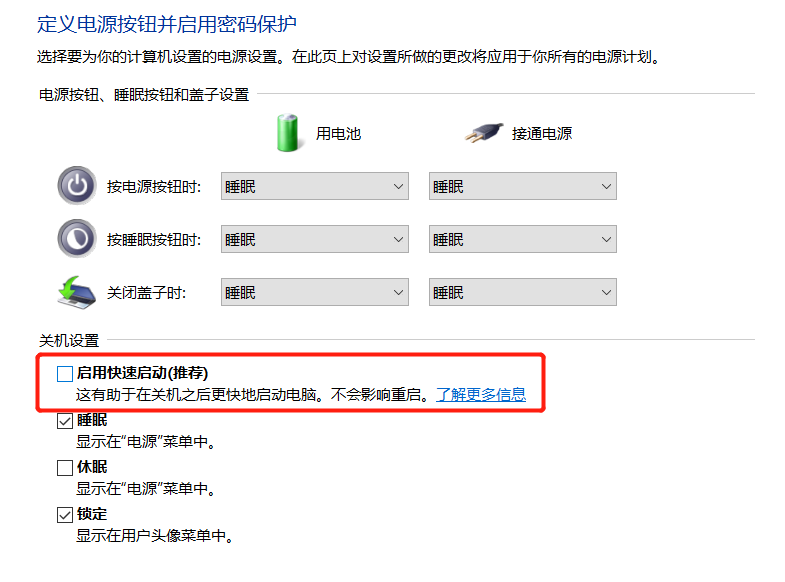 定义电源按钮并启用密码保护
选择要为你的计算机设置的电源设置。在此页上对设置所做的更改将应用于你所有的电源计划。
电源按钮、睡眠按钮和盖子设置
用电池 接通电源
按电源按钮时: 睡眠 睡眠
按睡眠按钮时: 睡眠 睡眠
关闭盖子时: 睡眠 睡眠
关机设置
启用快速启动(推荐)
这有助于在关机之后更快地启动电脑。不会影响重启。了解更多信息
睡眠
显示在“电源”菜单中。
休眠
显示在“电源”菜单中。
锁定
显示在用户头像菜单中。